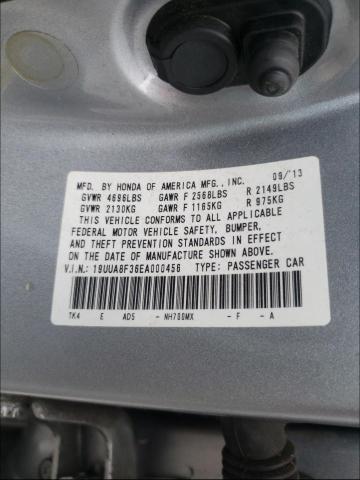 MFD. BY HONDA OF AMERICA MFG., INC. 09/13
GVWR 4696LBS GAWR F 2568LBS R 2149LBS
GVWR 2130KG GAWR F 1165KG R 975KG
THIS VEHICLE CONFORMS TO ALL APPLICABLE
FEDERAL MOTOR VEHICLE SAFETY, BUMPER,
AND THEFT PREVENTION STANDARDS IN EFFECT
ON THE DATE OF MANUFACTURE SHOWN ABOVE.
V.I.N.: 19UUA8F36EA000456 TYPE: PASSENGER CAR
TK4 E AD5 - NH700MX - F - A